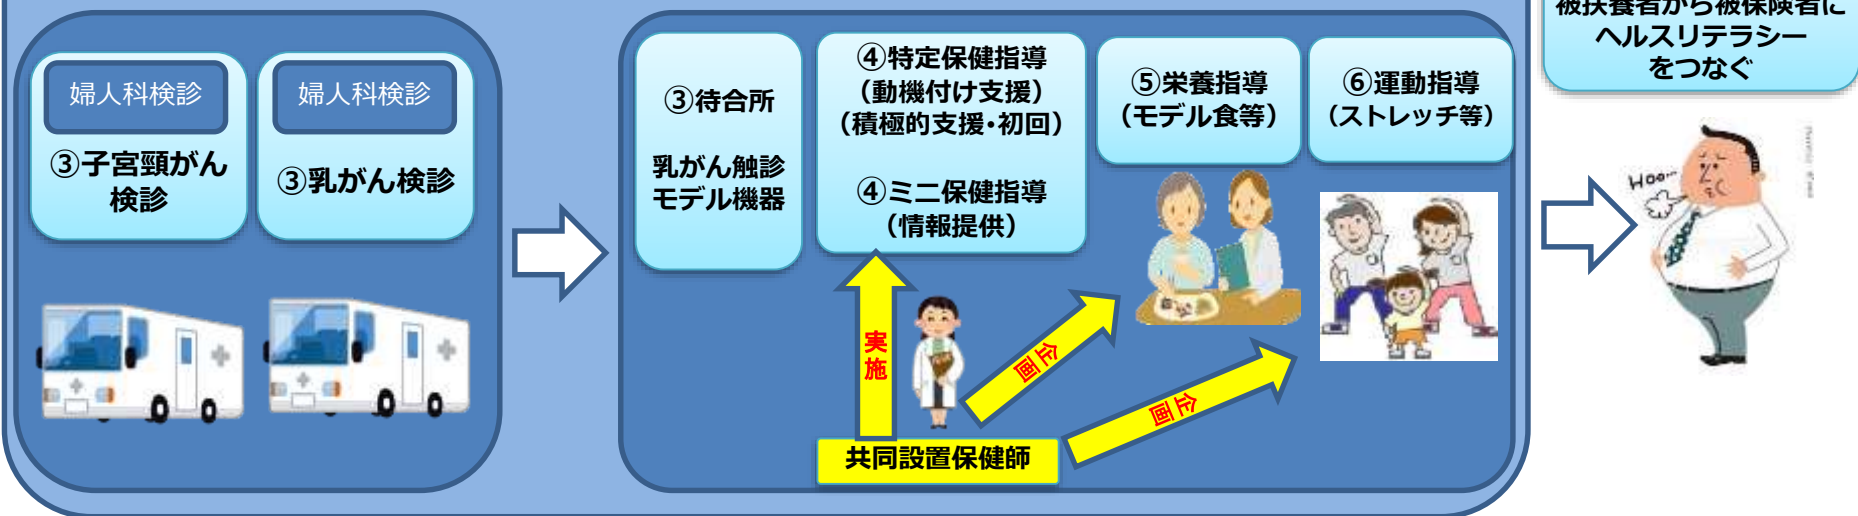 婦人科検診
③子宮頸がん
検診
婦人科検診
③乳がん検診
③待合所
乳がん触診
モデル機器
④特定保健指導
（動機付け支援）
（積極的支援・初回）
④ミニ保健指導
（情報提供）
⑤栄養指導
（モデル食等）
⑥運動指導
（ストレッチ等）
実施
企画
企画
共同設置保健師
被扶養者から被保険者に
ヘルスリテラシー
をつなぐ
Hoo…